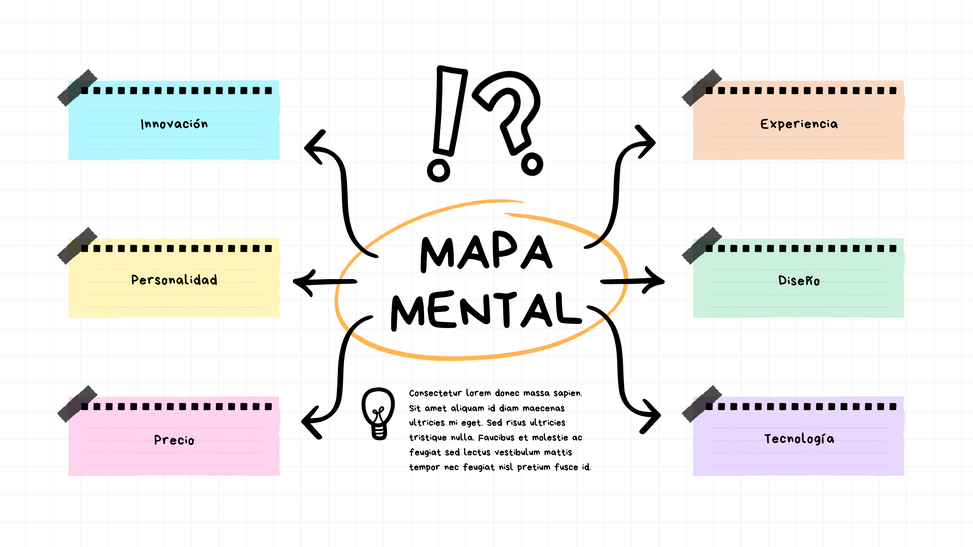 !?
Innovación
Experiencia
MAPA
MENTAL
Personalidad
Diseño
Precio
Tecnología
Consectetur lorem donec massa sapien.
Sit amet aliquam id diam maecenas
ultricies mi eget. Sed risus ultricies
tristique nulla. Faucibus et molestie ac
feugiat sed lectus vestibulum mattis
tempor nec feugiat nisl pretium fusce id.